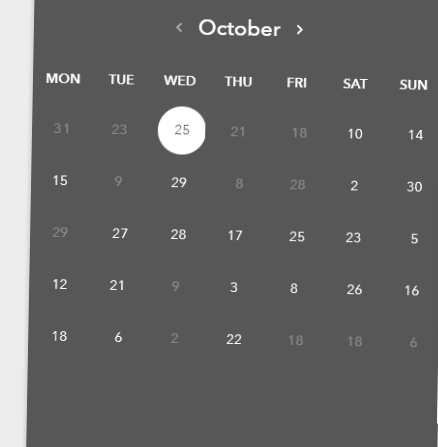 ‹ October ›
MON TUE WED THU FRI SAT SUN
31 23 25 21 18 10 14
15 9 29 8 28 2 30
29 27 28 17 25 23 5
12 21 9 3 8 26 16
18 6 2 22 18 18 6